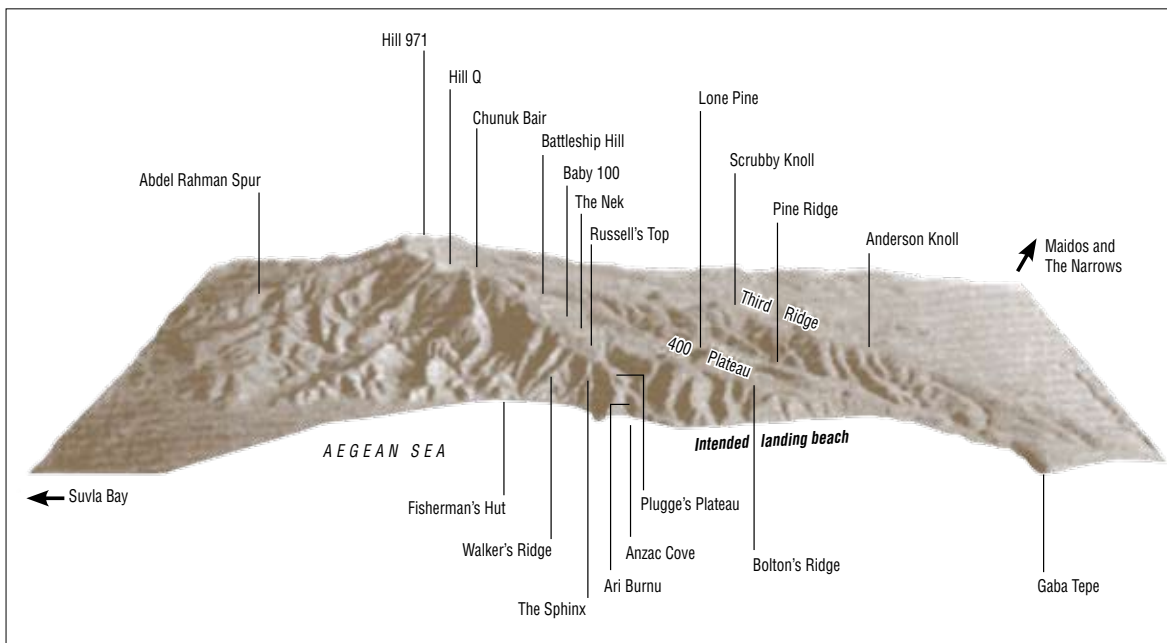 Hill 971
Hill Q
Chunuk Bair
Lone Pine
Battleship Hill
Scrubby Knoll
Abdel Rahman Spur
Baby 100
The Nek
Pine Ridge
Russell's Top
Anderson Knoll
Maidos and
The Narrows
Third Ridge
400 Plateau
AEGEAN SEA
Intended landing beach
Suvla Bay
Fisherman's Hut
Plugge's Plateau
Walker's Ridge
Anzac Cove
Bolton's Ridge
Ari Burnu
Gaba Tepe
The Sphinx